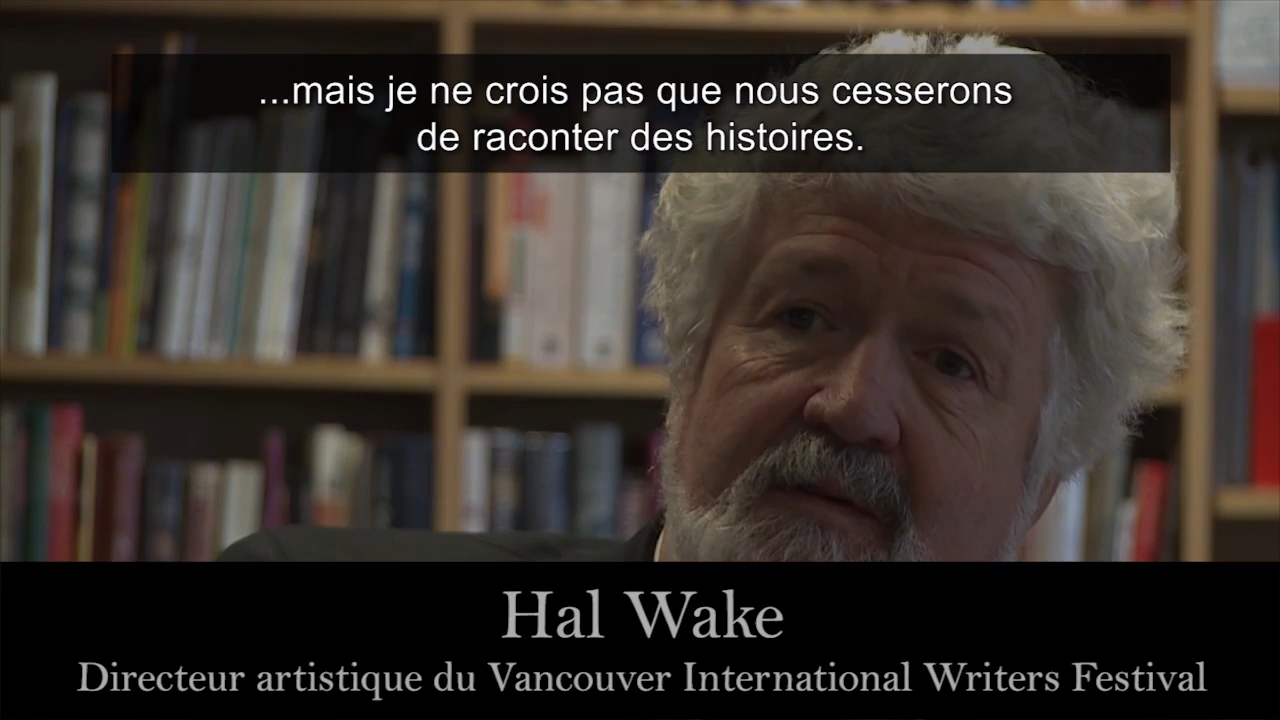 ...mais je ne crois pas que nous cesserons
de raconter des histoires.
Hal Wake
Directeur artistique du Vancouver International Writers Festival